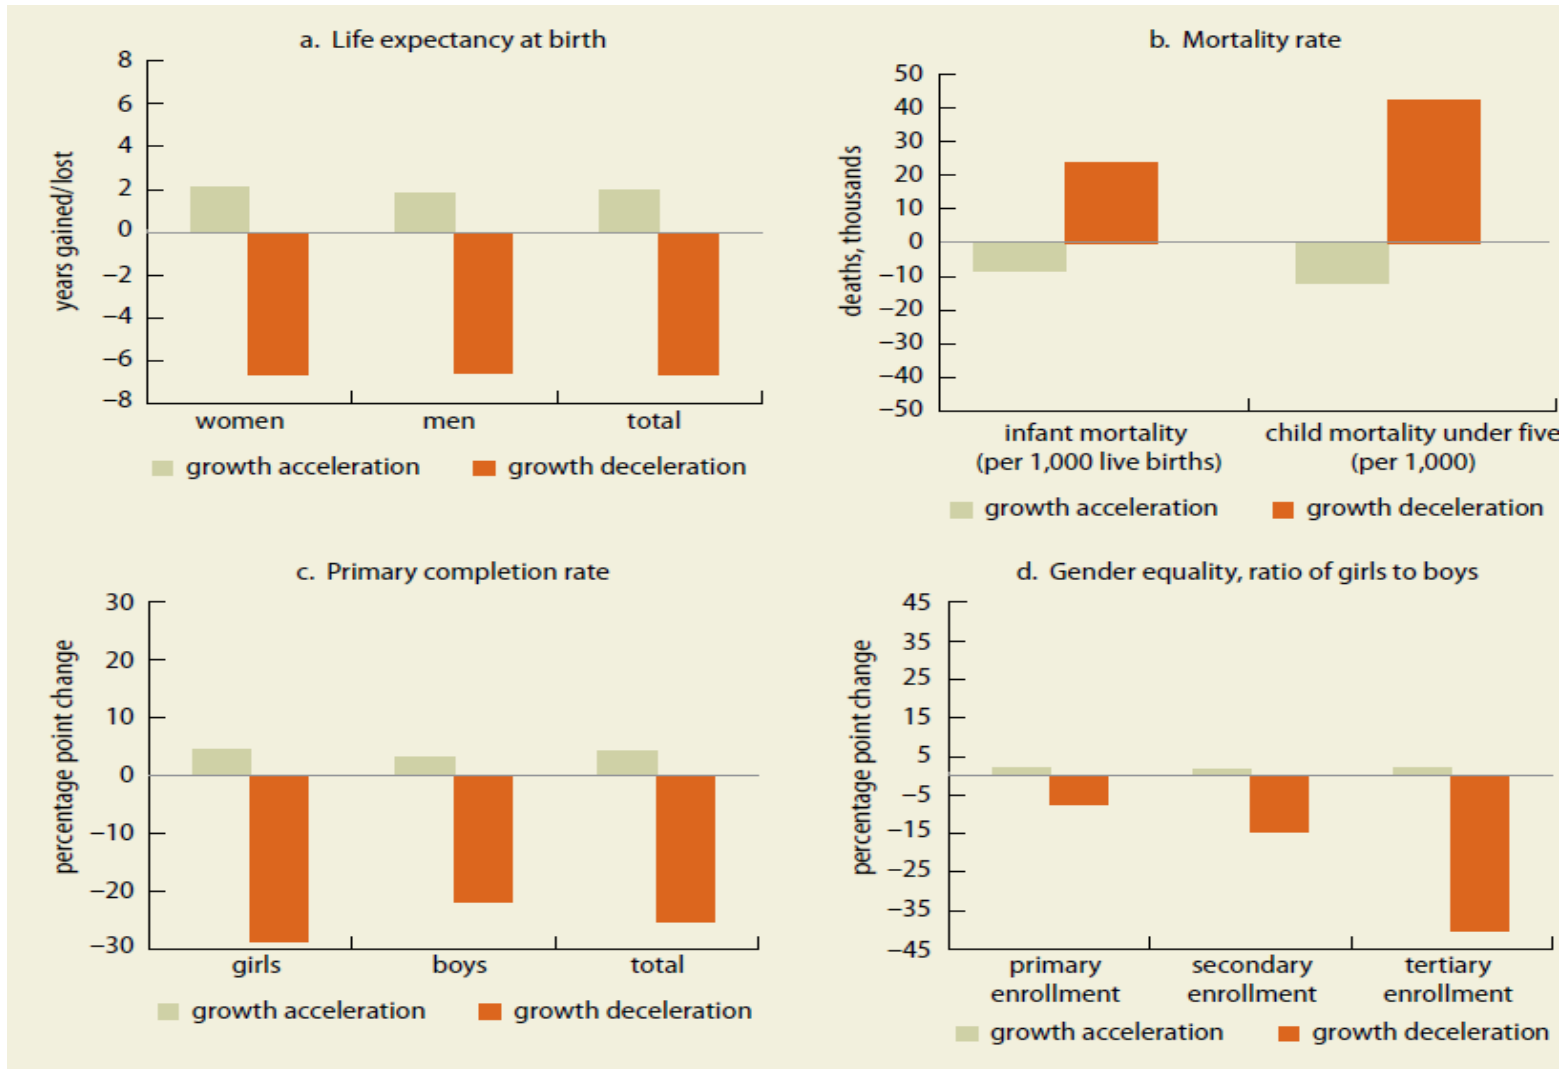 a. Life expectancy at birth
years gained/lost
8
6
4
2
0
−2
−4
−6
−8
women men total
growth acceleration growth deceleration
b. Mortality rate
deaths, thousands
50
40
30
20
10
0
−10
−20
−30
−40
−50
infant mortality
(per 1,000 live births)
child mortality under five
(per 1,000)
growth acceleration growth deceleration
c. Primary completion rate
percentage point change
30
20
10
0
−10
−20
−30
girls boys total
growth acceleration growth deceleration
d. Gender equality, ratio of girls to boys
percentage point change
45
35
25
15
5
−5
−15
−25
−35
−45
primary
enrollment
secondary
enrollment
tertiary
enrollment
growth acceleration growth deceleration